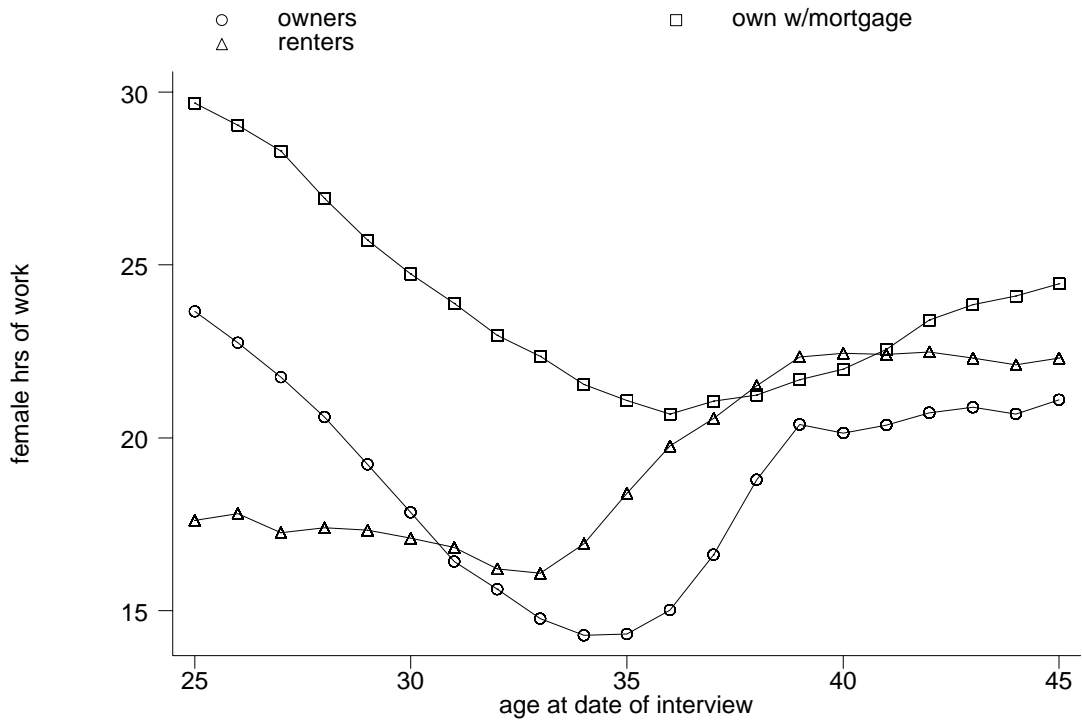 owners
own w/mortgage
renters
30
25
20
15
female hrs of work
25
30
35
40
45
age at date of interview